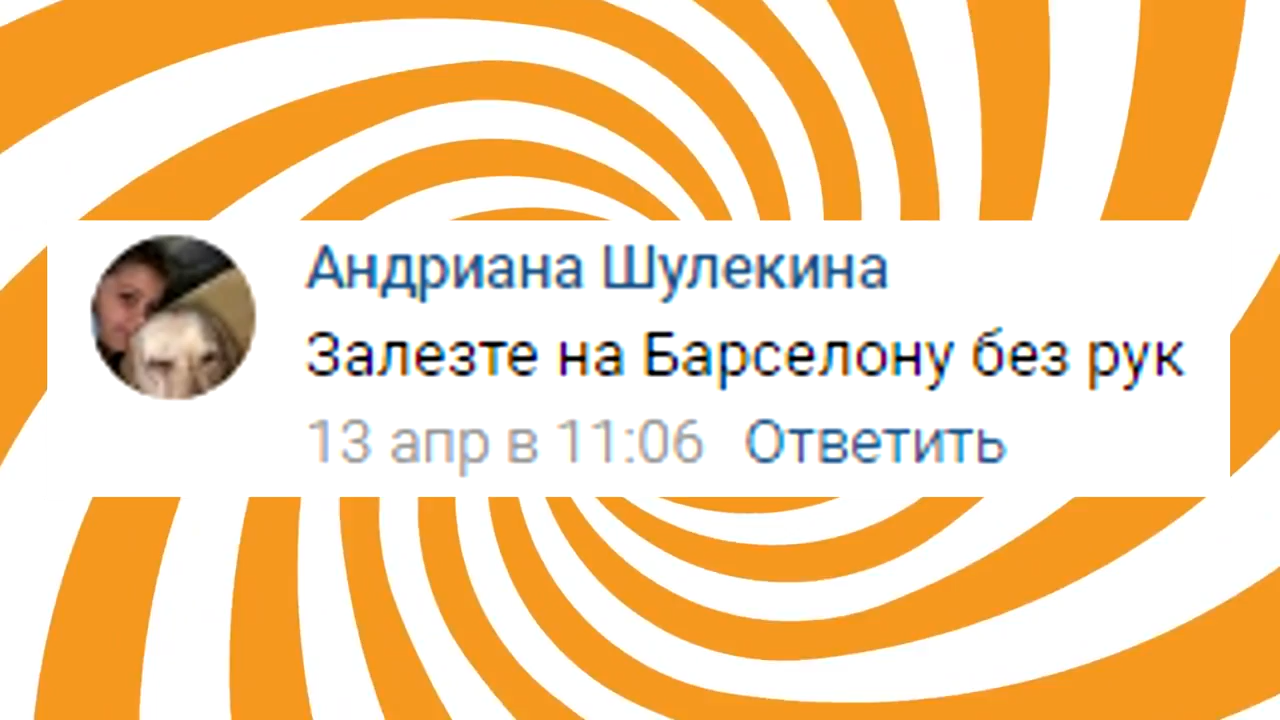 Андриана Шулекина
Залезте на Барселону без рук
13 апр в 11:06 Ответить